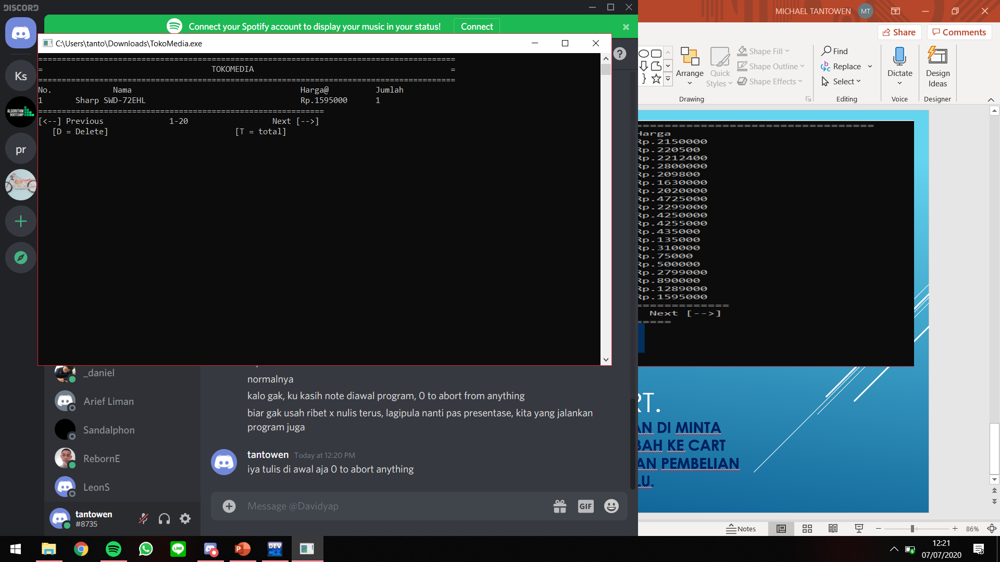 DISCORD
Connect your Spotify account to display your music in your status!
Connect
C:\Users\tanto\Downloads\TokoMedia.exe
=========================================================================================
= TOKOMEDIA =
=========================================================================================
No. Nama Harga@ Jumlah
1 Sharp SWD-72EHL Rp.1595000 1
=============================================================
[<--] Previous 1-20 Next [-->]
[D = Delete] [T = total]
Ks
ALGORITHM
BOOTCAMP
pr
_daniel
Arief Liman
Sandalphon
RebornE
LeonS
tantowen
#8735
normalnya
kalo gak, ku kasih note diawal program, 0 to abort from anything
biar gak usah ribet x nulis terus, lagipula nanti pas presentase, kita yang jalankan
program juga
tantowen Today at 12:20 PM
iya tulis di awal aja 0 to abort anything
Message @Davidyap
GIF
MICHAEL TANTOWEN
MT
Share
Comments
Arrange
Quick
Styles
Shape Fill
Shape Outline
Shape Effects
Drawing
Find
Replace
Select
Editing
Dictate
Voice
Design
Ideas
Designer
==================================
Harga
Rp.2150000
Rp.220500
Rp.2212400
Rp.2800000
Rp.209800
Rp.1630000
Rp.2020000
Rp.4725000
Rp.2299000
Rp.4250000
Rp.4255000
Rp.435000
Rp.135000
Rp.310000
Rp.75000
Rp.500000
Rp.2799000
Rp.890000
Rp.1289000
Rp.1595000
=============
Next [-->]
=====
RT.
AN DI MINTA
BAH KE CART
AN PEMBELIAN
LU.
Notes
86%
DEV
C++
LINE
12:21
07/07/2020